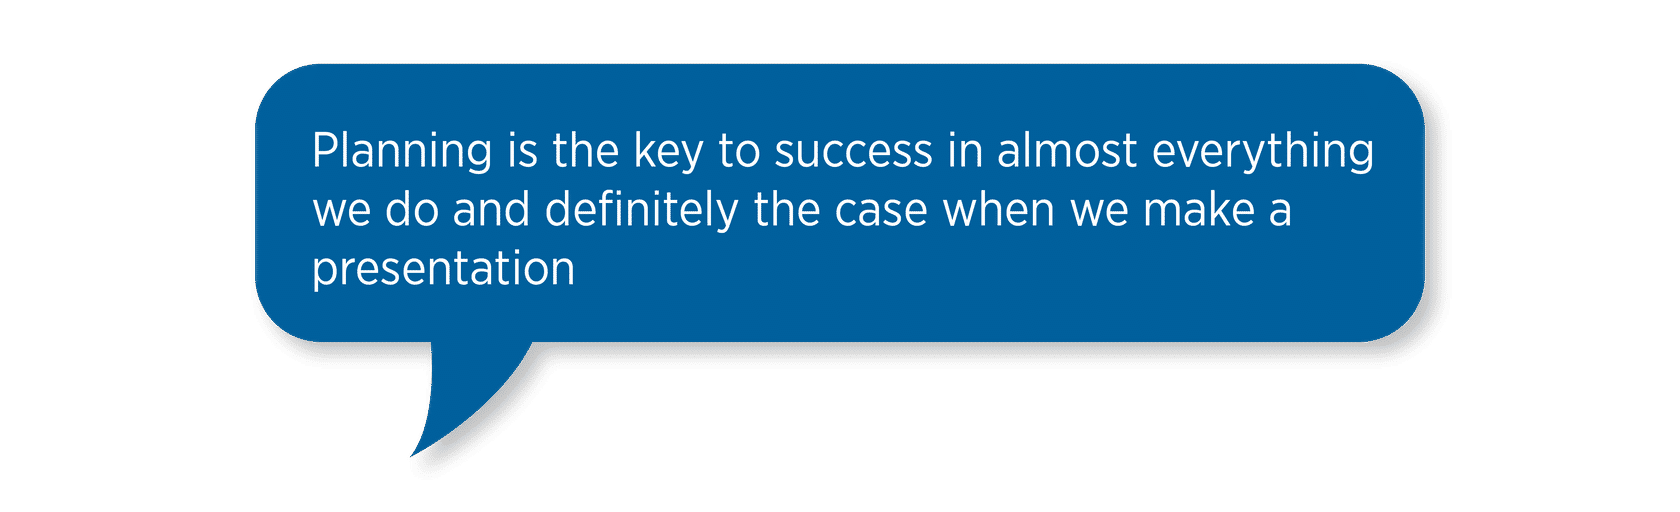 Planning is the key to success in almost everything
we do and definitely the case when we make a
presentation